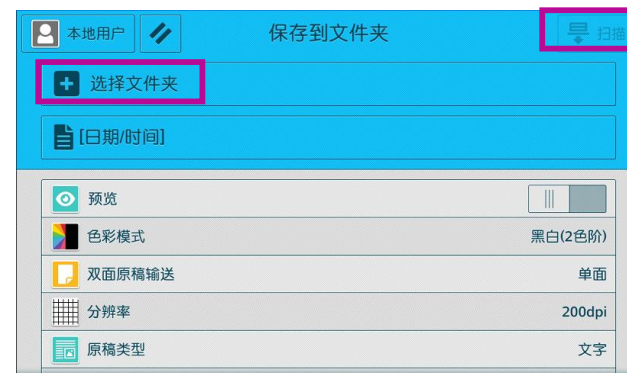 本地用户
保存到文件夹
扫描
选择文件夹
[日期/时间]
预览
色彩模式 黑白(2色阶)
双面原稿输送 单面
分辨率 200dpi
原稿类型 文字